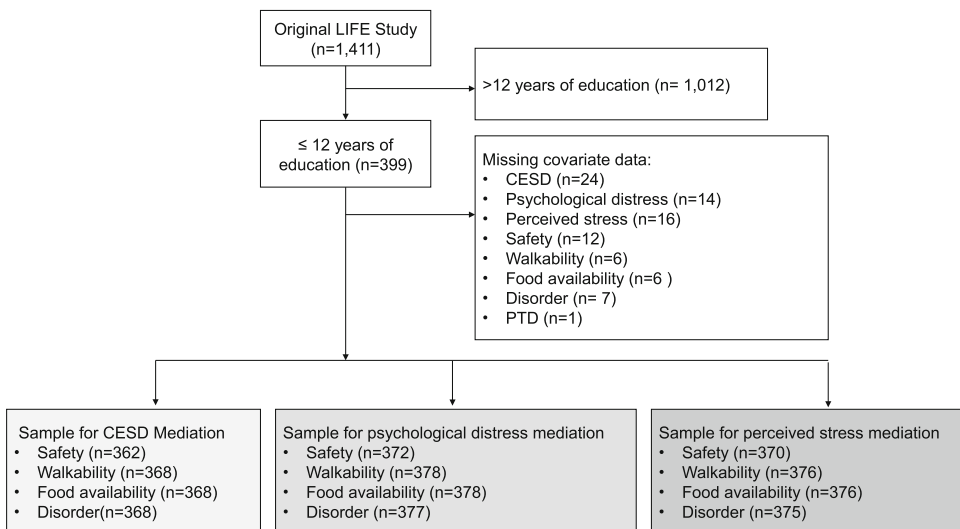 Original LIFE Study
(n=1,411)
>12 years of education (n= 1,012)
≤ 12 years of
education (n=399)
Missing covariate data:
• CESD (n=24)
• Psychological distress (n=14)
• Perceived stress (n=16)
• Safety (n=12)
• Walkability (n=6)
• Food availability (n=6 )
• Disorder (n= 7)
• PTD (n=1)
Sample for CESD Mediation
• Safety (n=362)
• Walkability (n=368)
• Food availability (n=368)
• Disorder(n=368)
Sample for psychological distress mediation
• Safety (n=372)
• Walkability (n=378)
• Food availability (n=378)
• Disorder (n=377)
Sample for perceived stress mediation
• Safety (n=370)
• Walkability (n=376)
• Food availability (n=376)
• Disorder (n=375)